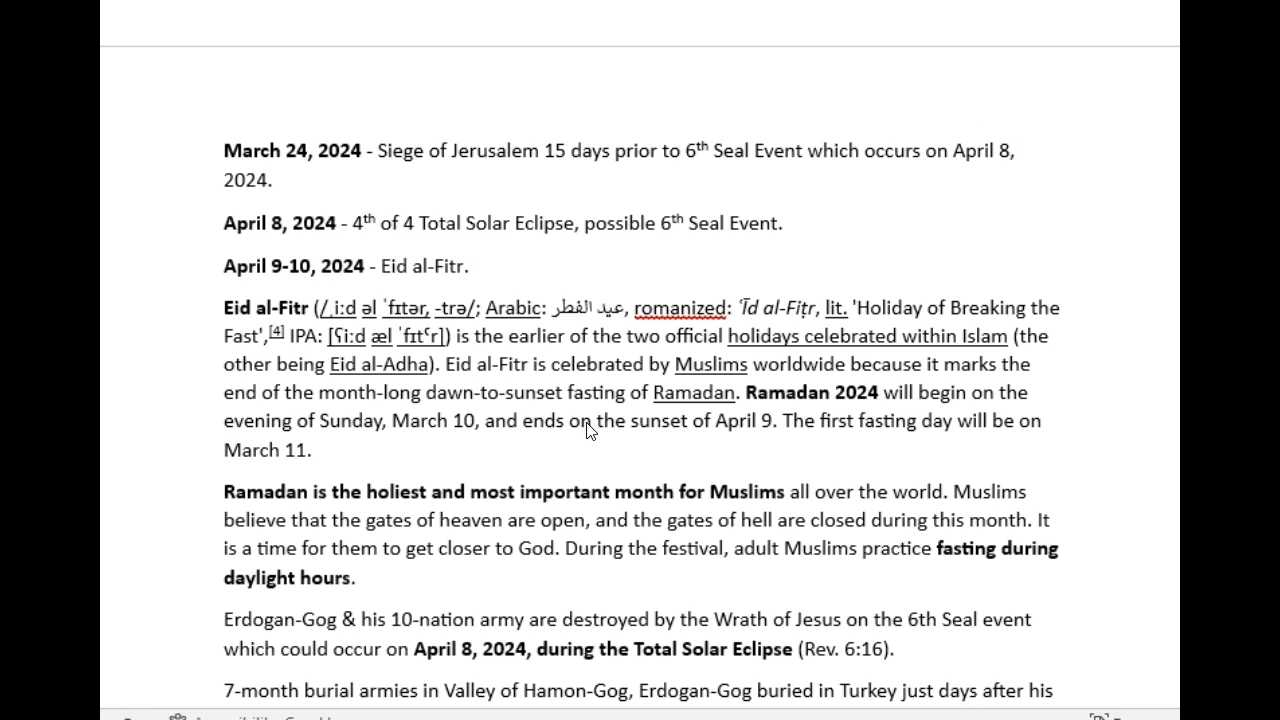 March 24, 2024 - Siege of Jerusalem 15 days prior to 6th Seal Event which occurs on April 8,
2024.
April 8, 2024 - 4th of 4 Total Solar Eclipse, possible 6th Seal Event.
April 9-10, 2024 - Eid al-Fitr.
Eid al-Fitr (/ˌiːd əl ˈfɪtər, -trə/; Arabic: عيد الفطر, romanized: ʿĪd al-Fiṭr, lit. 'Holiday of Breaking the
Fast',[4] IPA: [ʕiːd æl ˈfɪtˤr]) is the earlier of the two official holidays celebrated within Islam (the
other being Eid al-Adha). Eid al-Fitr is celebrated by Muslims worldwide because it marks the
end of the month-long dawn-to-sunset fasting of Ramadan. Ramadan 2024 will begin on the
evening of Sunday, March 10, and ends on the sunset of April 9. The first fasting day will be on
March 11.
Ramadan is the holiest and most important month for Muslims all over the world. Muslims
believe that the gates of heaven are open, and the gates of hell are closed during this month. It
is a time for them to get closer to God. During the festival, adult Muslims practice fasting during
daylight hours.
Erdogan-Gog & his 10-nation army are destroyed by the Wrath of Jesus on the 6th Seal event
which could occur on April 8, 2024, during the Total Solar Eclipse (Rev. 6:16).
7-month burial armies in Valley of Hamon-Gog, Erdogan-Gog buried in Turkey just days after his